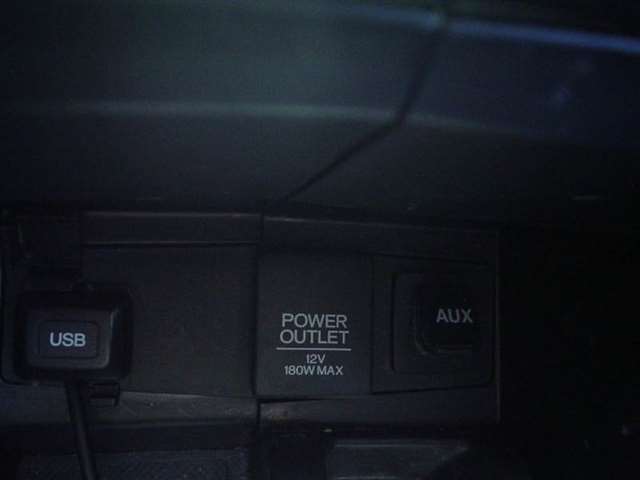 USB
POWER
OUTLET
12V
180W MAX
AUX